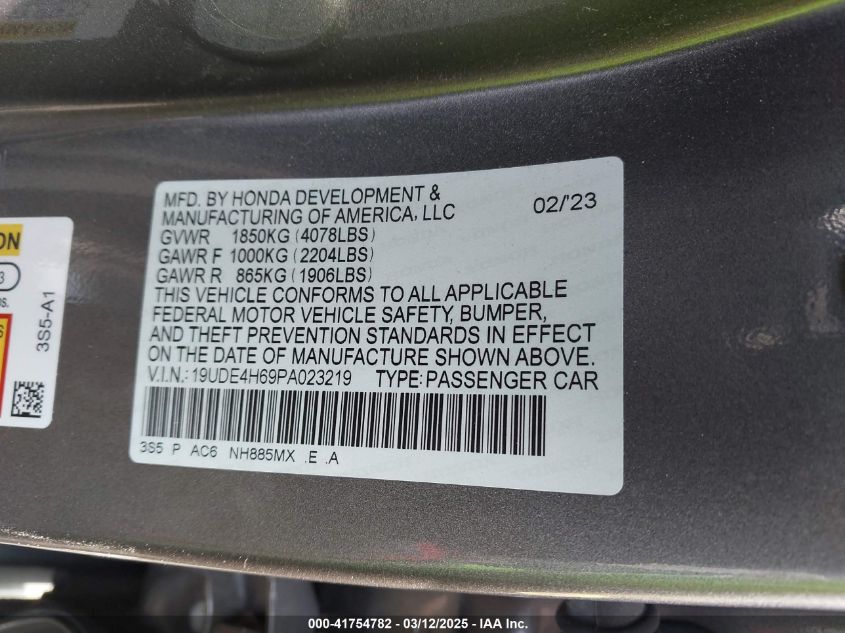 MFD. BY HONDA DEVELOPMENT &
MANUFACTURING OF AMERICA, LLC 02/'23
GVWR 1850KG (4078LBS)
GAWR F 1000KG (2204LBS)
GAWR R 865KG (1906LBS)
THIS VEHICLE CONFORMS TO ALL APPLICABLE
FEDERAL MOTOR VEHICLE SAFETY, BUMPER,
AND THEFT PREVENTION STANDARDS IN EFFECT
ON THE DATE OF MANUFACTURE SHOWN ABOVE.
V.I.N.: 19UDE4H69PA023219 TYPE: PASSENGER CAR
3S5 P AC6 NH885MX .E .A
3S5-A1
000-41754782 - 03/12/2025 - IAA Inc.